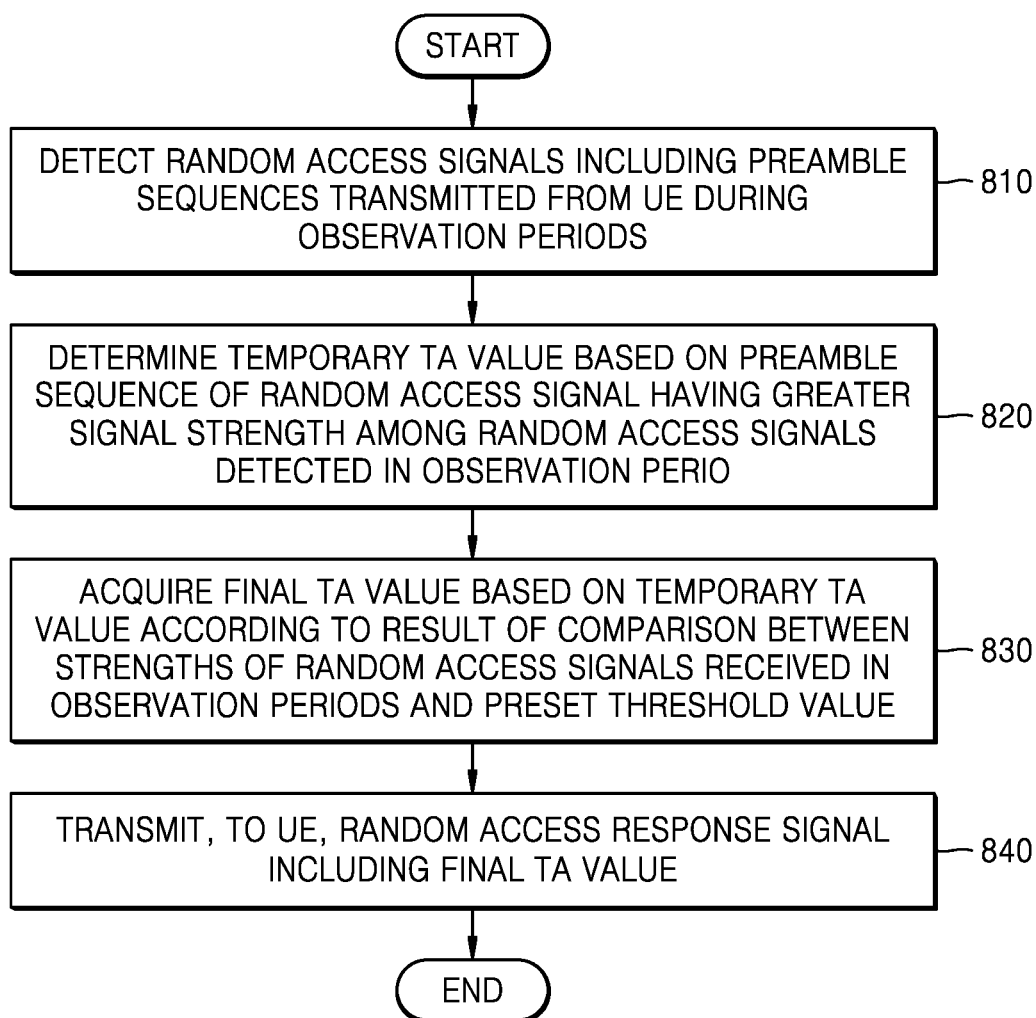 START
DETECT RANDOM ACCESS SIGNALS INCLUDING PREAMBLE
SEQUENCES TRANSMITTED FROM UE DURING
OBSERVATION PERIODS
810
DETERMINE TEMPORARY TA VALUE BASED ON PREAMBLE
SEQUENCE OF RANDOM ACCESS SIGNAL HAVING GREATER
SIGNAL STRENGTH AMONG RANDOM ACCESS SIGNALS
DETECTED IN OBSERVATION PERIO
820
ACQUIRE FINAL TA VALUE BASED ON TEMPORARY TA
VALUE ACCORDING TO RESULT OF COMPARISON BETWEEN
STRENGTHS OF RANDOM ACCESS SIGNALS RECEIVED IN
OBSERVATION PERIODS AND PRESET THRESHOLD VALUE
830
TRANSMIT, TO UE, RANDOM ACCESS RESPONSE SIGNAL
INCLUDING FINAL TA VALUE
840
END